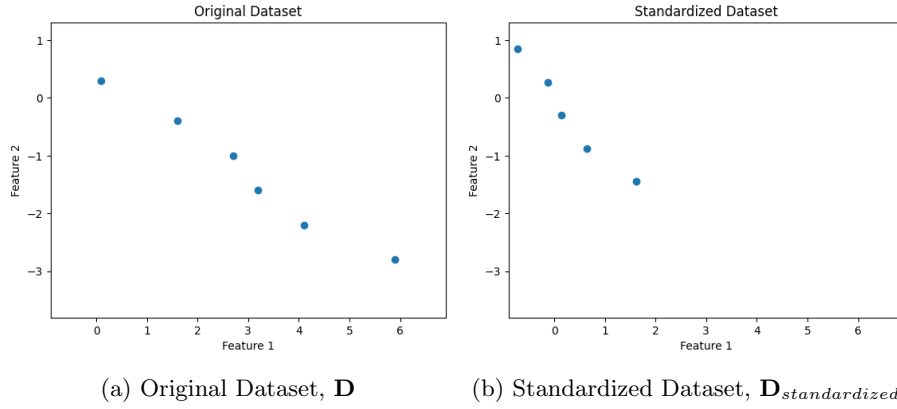 Original Dataset
1
0
−1
−2
−3
Feature 2
0 1 2 3 4 5 6
Feature 1
(a) Original Dataset, D
Standardized Dataset
1
0
−1
−2
−3
Feature 2
0 1 2 3 4 5 6
Feature 1
(b) Standardized Dataset, D_standardized